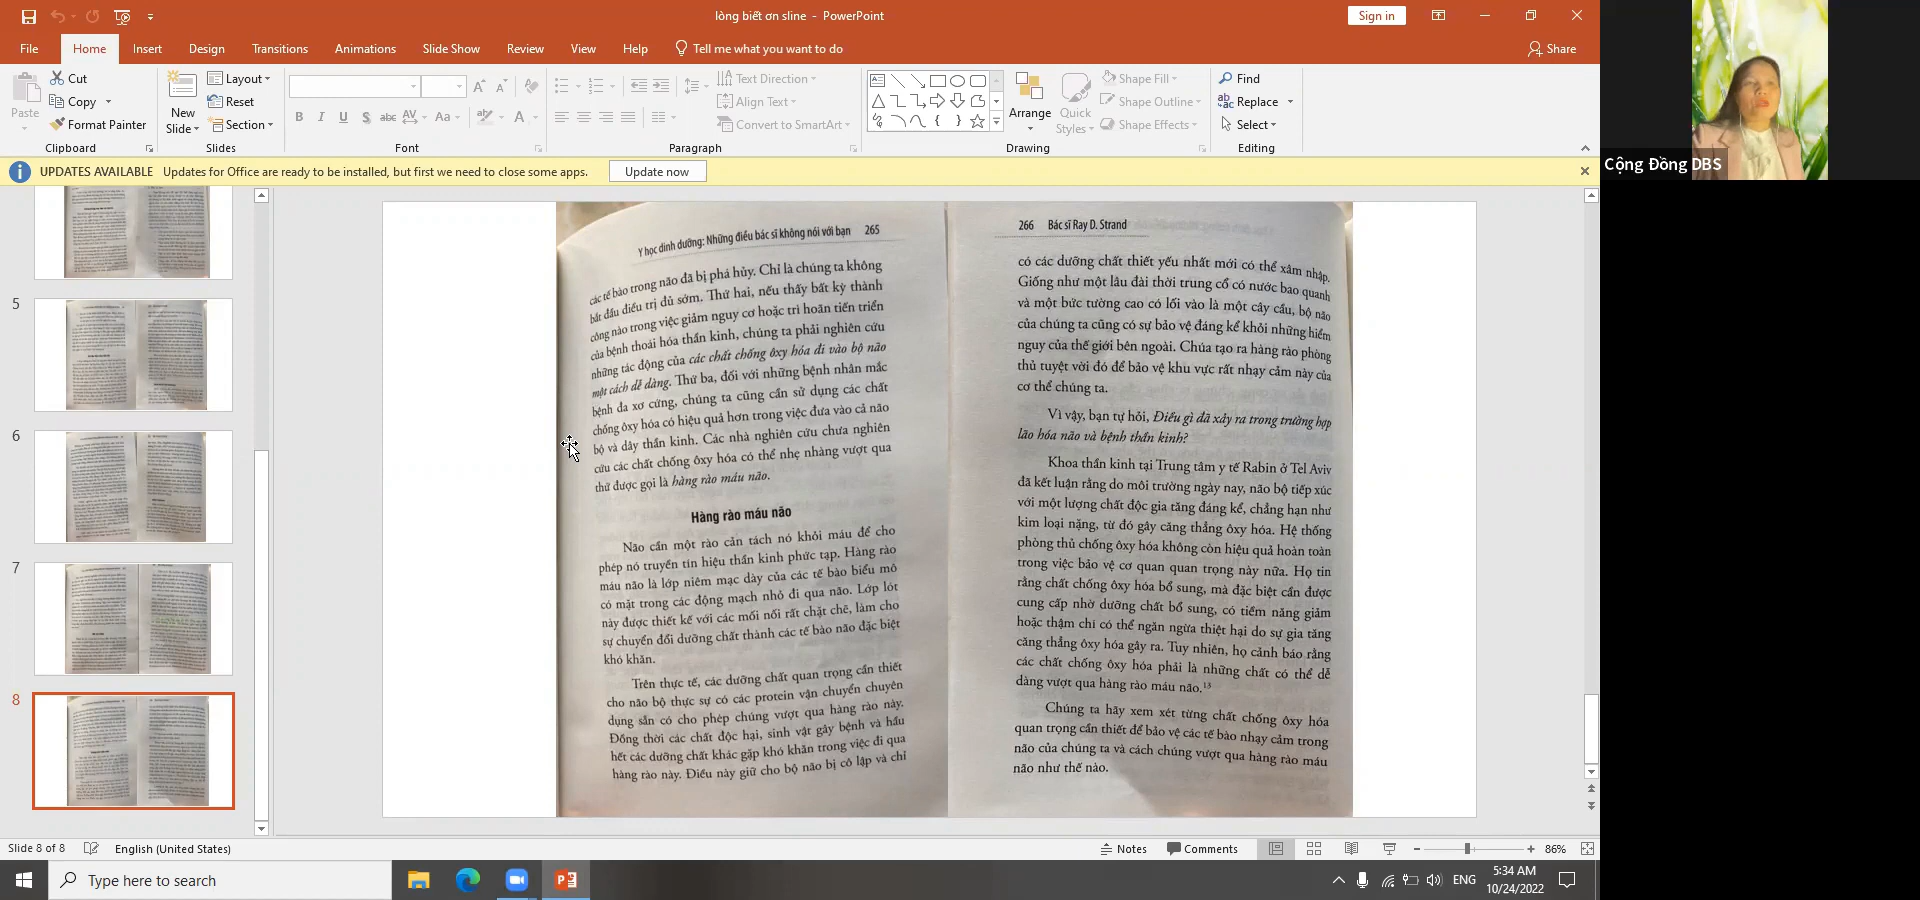 lòng biết ơn sline - PowerPoint
Sign in
File Home Insert Design Transitions Animations Slide Show Review View Help Tell me what you want to do Share
Paste
Cut
Copy
Format Painter
Clipboard
New Slide
Layout
Reset
Section
Slides
B I U S abc AV Aa A
Font
Text Direction
Align Text
Convert to SmartArt
Paragraph
Arrange
Quick Styles
Shape Fill
Shape Outline
Shape Effects
Drawing
Find
Replace
Select
Editing
UPDATES AVAILABLE Updates for Office are ready to be installed, but first we need to close some apps. Update now
Cộng Đồng DBS
5
6
7
8
Y học dinh dưỡng: Những điều bác sĩ không nói với bạn 265
các tế bào trong não đã bị phá hủy. Chỉ là chúng ta không
bắt đầu điều trị đủ sớm. Thứ hai, nếu thấy bất kỳ thành
công nào trong việc giảm nguy cơ hoặc trì hoãn tiến triển
của bệnh thoái hóa thần kinh, chúng ta phải nghiên cứu
những tác động của các chất chống ôxy hóa đi vào bộ não
một cách dễ dàng. Thứ ba, đối với những bệnh nhân mắc
bệnh đa xơ cứng, chúng ta cũng cần sử dụng các chất
chống ôxy hóa có hiệu quả hơn trong việc đưa vào cả não
bộ và dây thần kinh. Các nhà nghiên cứu chưa nghiên
cứu các chất chống ôxy hóa có thể nhẹ nhàng vượt qua
thứ được gọi là hàng rào máu não.
Hàng rào máu não
Não cần một rào cản tách nó khỏi máu để cho
phép nó truyền tín hiệu thần kinh phức tạp. Hàng rào
máu não là lớp niêm mạc dày của các tế bào biểu mô
có mặt trong các động mạch nhỏ đi qua não. Lớp lót
này được thiết kế với các mối nối rất chặt chẽ, làm cho
sự chuyển đổi dưỡng chất thành các tế bào não đặc biệt
khó khăn.
Trên thực tế, các dưỡng chất quan trọng cần thiết
cho não bộ thực sự có các protein vận chuyển chuyên
dụng sẵn có cho phép chúng vượt qua hàng rào này.
Đồng thời các chất độc hại, sinh vật gây bệnh và hầu
hết các dưỡng chất khác gặp khó khăn trong việc đi qua
hàng rào này. Điều này giữ cho bộ não bị cô lập và chỉ
266 Bác sĩ Ray D. Strand
có các dưỡng chất thiết yếu nhất mới có thể xâm nhập.
Giống như một lâu đài thời trung cổ có nước bao quanh
và một bức tường cao có lối vào là một cây cầu, bộ não
của chúng ta cũng có sự bảo vệ đáng kể khỏi những hiểm
nguy của thế giới bên ngoài. Chúa tạo ra hàng rào phòng
thủ tuyệt vời đó để bảo vệ khu vực rất nhạy cảm này của
cơ thể chúng ta.
Vì vậy, bạn tự hỏi, Điều gì đã xảy ra trong trường hợp
lão hóa não và bệnh thần kinh?
Khoa thần kinh tại Trung tâm y tế Rabin ở Tel Aviv
đã kết luận rằng do môi trường ngày nay, não bộ tiếp xúc
với một lượng chất độc gia tăng đáng kể, chẳng hạn như
kim loại nặng, từ đó gây căng thẳng ôxy hóa. Hệ thống
phòng thủ chống ôxy hóa không còn hiệu quả hoàn toàn
trong việc bảo vệ cơ quan quan trọng này nữa. Họ tin
rằng chất chống ôxy hóa bổ sung, mà đặc biệt cần được
cung cấp nhờ dưỡng chất bổ sung, có tiềm năng giảm
hoặc thậm chí có thể ngăn ngừa thiệt hại do sự gia tăng
căng thẳng ôxy hóa gây ra. Tuy nhiên, họ cảnh báo rằng
các chất chống ôxy hóa phải là những chất có thể dễ
dàng vượt qua hàng rào máu não.13
Chúng ta hãy xem xét từng chất chống ôxy hóa
quan trọng cần thiết để bảo vệ các tế bào nhạy cảm trong
não của chúng ta và cách chúng vượt qua hàng rào máu
não như thế nào.
Slide 8 of 8 English (United States) Notes Comments 86%
Type here to search
ENG
5:34 AM
10/24/2022